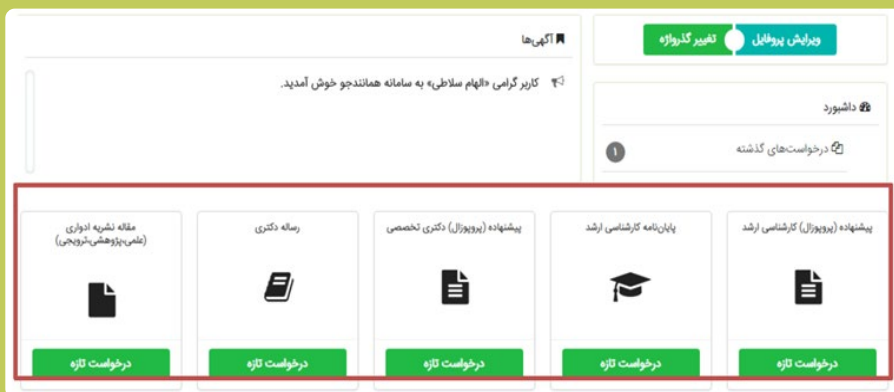 ویرایش پروفایل
تغییر گذرواژه
آگهی‌ها
کاربر گرامی «الهام سلاطی» به سامانه همانندجو خوش آمدید.
داشبورد
درخواست‌های گذشته
۱
پیشنهاده (پروپوزال) کارشناسی ارشد
درخواست تازه
پایان‌نامه کارشناسی ارشد
درخواست تازه
پیشنهاده (پروپوزال) دکتری تخصصی
درخواست تازه
رساله دکتری
درخواست تازه
مقاله نشریه ادواری
(علمی،پژوهشی،ترویجی)
درخواست تازه